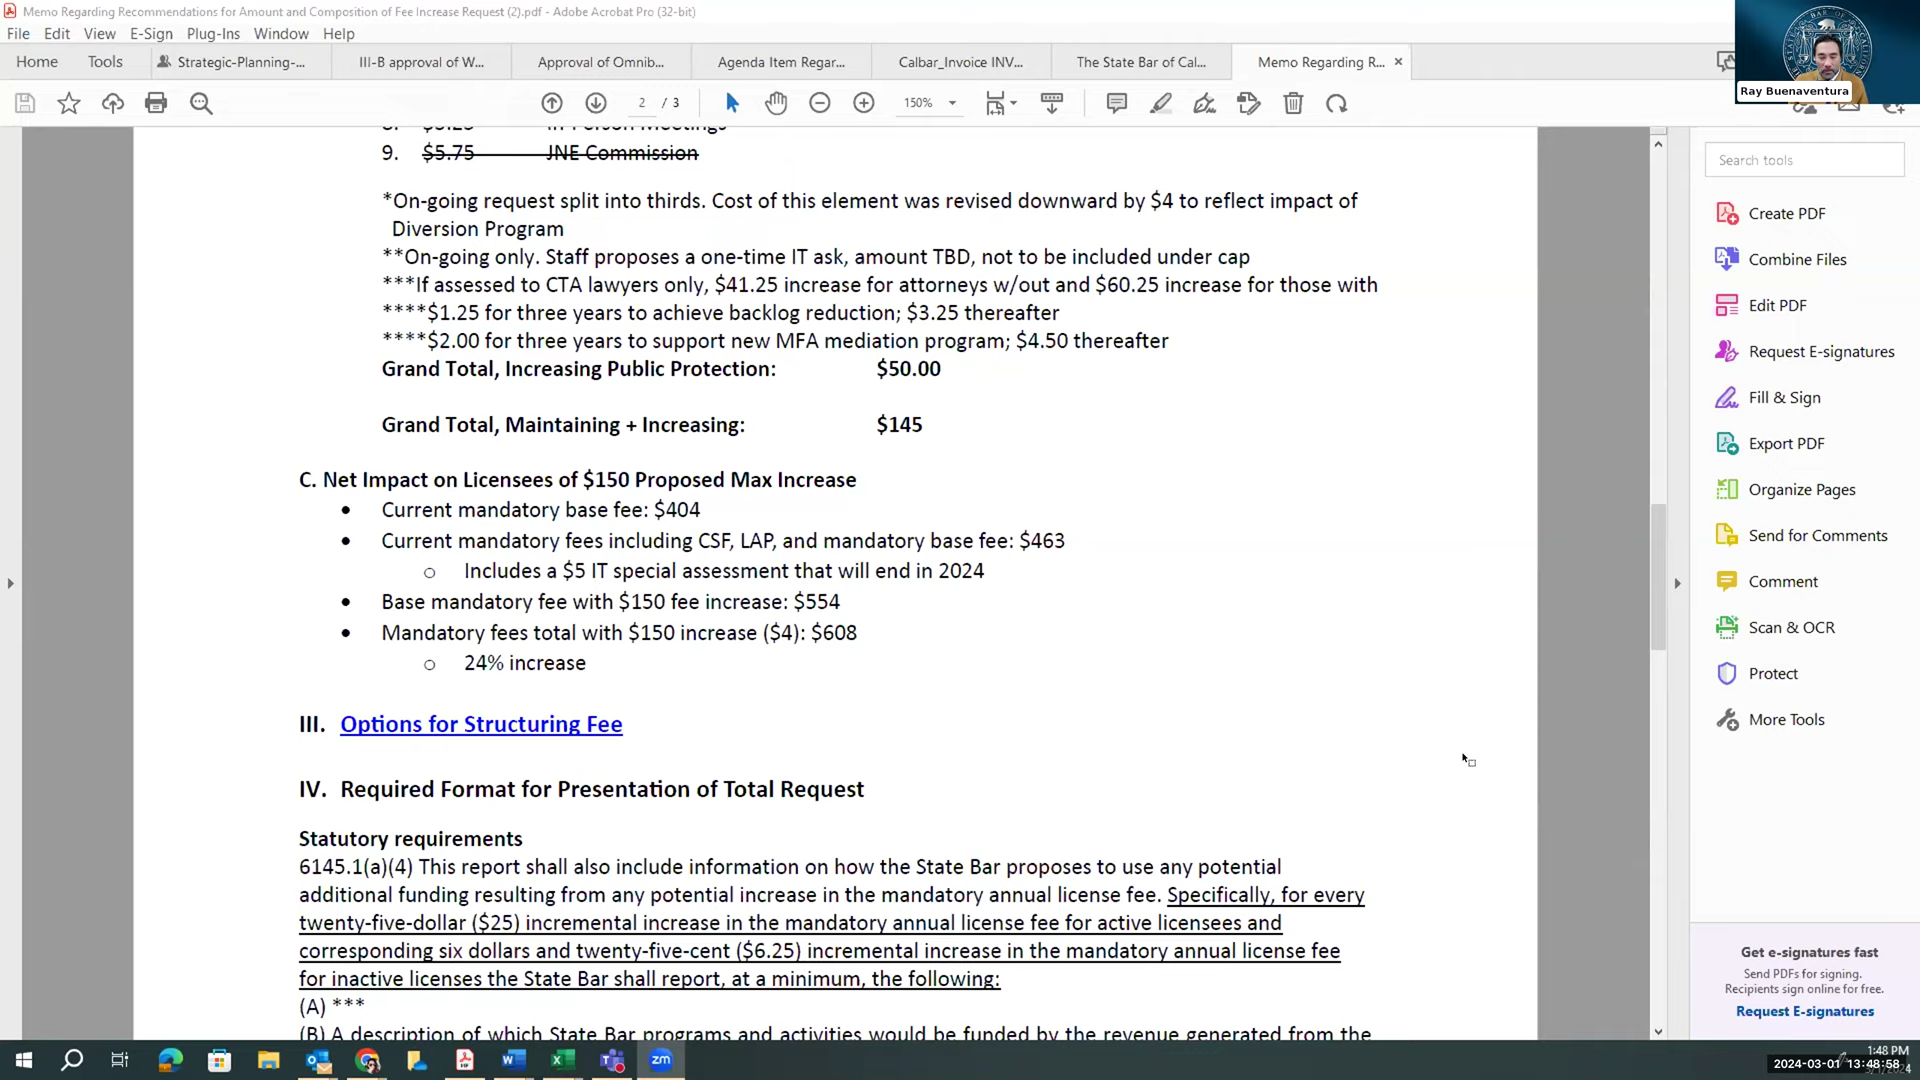 Memo Regarding Recommendations for Amount and Composition of Fee Increase Request (2).pdf - Adobe Acrobat Pro (32-bit)
File Edit View E-Sign Plug-Ins Window Help
Home Tools Strategic-Planning-... III-B approval of W... Approval of Omnib... Agenda Item Regar... Calbar_Invoice INV... The State Bar of Cal... Memo Regarding R...
Ray Buenaventura
2 / 3 150%
9. $5.75 JNE Commission
*On-going request split into thirds. Cost of this element was revised downward by $4 to reflect impact of
Diversion Program
**On-going only. Staff proposes a one-time IT ask, amount TBD, not to be included under cap
***If assessed to CTA lawyers only, $41.25 increase for attorneys w/out and $60.25 increase for those with
****$1.25 for three years to achieve backlog reduction; $3.25 thereafter
****$2.00 for three years to support new MFA mediation program; $4.50 thereafter
Grand Total, Increasing Public Protection: $50.00
Grand Total, Maintaining + Increasing: $145
C. Net Impact on Licensees of $150 Proposed Max Increase
• Current mandatory base fee: $404
• Current mandatory fees including CSF, LAP, and mandatory base fee: $463
o Includes a $5 IT special assessment that will end in 2024
• Base mandatory fee with $150 fee increase: $554
• Mandatory fees total with $150 increase ($4): $608
o 24% increase
III. Options for Structuring Fee
IV. Required Format for Presentation of Total Request
Statutory requirements
6145.1(a)(4) This report shall also include information on how the State Bar proposes to use any potential
additional funding resulting from any potential increase in the mandatory annual license fee. Specifically, for every
twenty-five-dollar ($25) incremental increase in the mandatory annual license fee for active licensees and
corresponding six dollars and twenty-five-cent ($6.25) incremental increase in the mandatory annual license fee
for inactive licenses the State Bar shall report, at a minimum, the following:
(A) ***
(B) A description of which State Bar programs and activities would be funded by the revenue generated from the
Search tools
Create PDF
Combine Files
Edit PDF
Request E-signatures
Fill & Sign
Export PDF
Organize Pages
Send for Comments
Comment
Scan & OCR
Protect
More Tools
Get e-signatures fast
Send PDFs for signing.
Recipients sign online for free.
Request E-Signatures
1:48 PM
2024-03-01 13:48:58